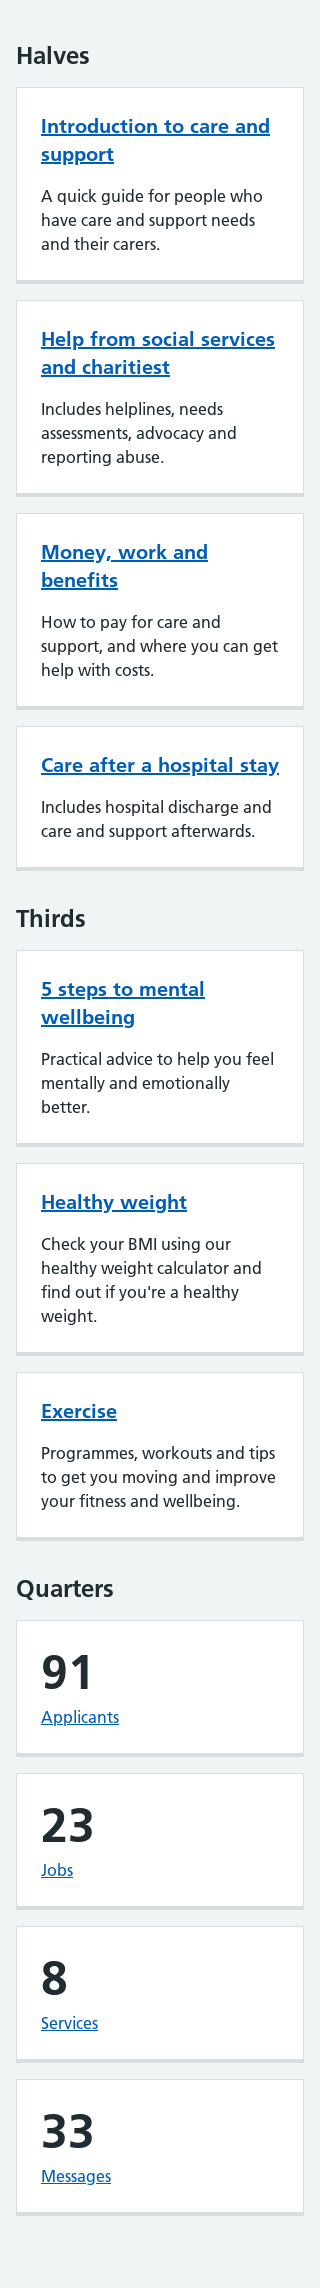 Halves
Introduction to care and
support
A quick guide for people who
have care and support needs
and their carers.
Help from social services
and charitiest
Includes helplines, needs
assessments, advocacy and
reporting abuse.
Money, work and
benefits
How to pay for care and
support, and where you can get
help with costs.
Care after a hospital stay
Includes hospital discharge and
care and support afterwards.
Thirds
5 steps to mental
wellbeing
Practical advice to help you feel
mentally and emotionally
better.
Healthy weight
Check your BMI using our
healthy weight calculator and
find out if you're a healthy
weight.
Exercise
Programmes, workouts and tips
to get you moving and improve
your fitness and wellbeing.
Quarters
91
Applicants
23
Jobs
8
Services
33
Messages